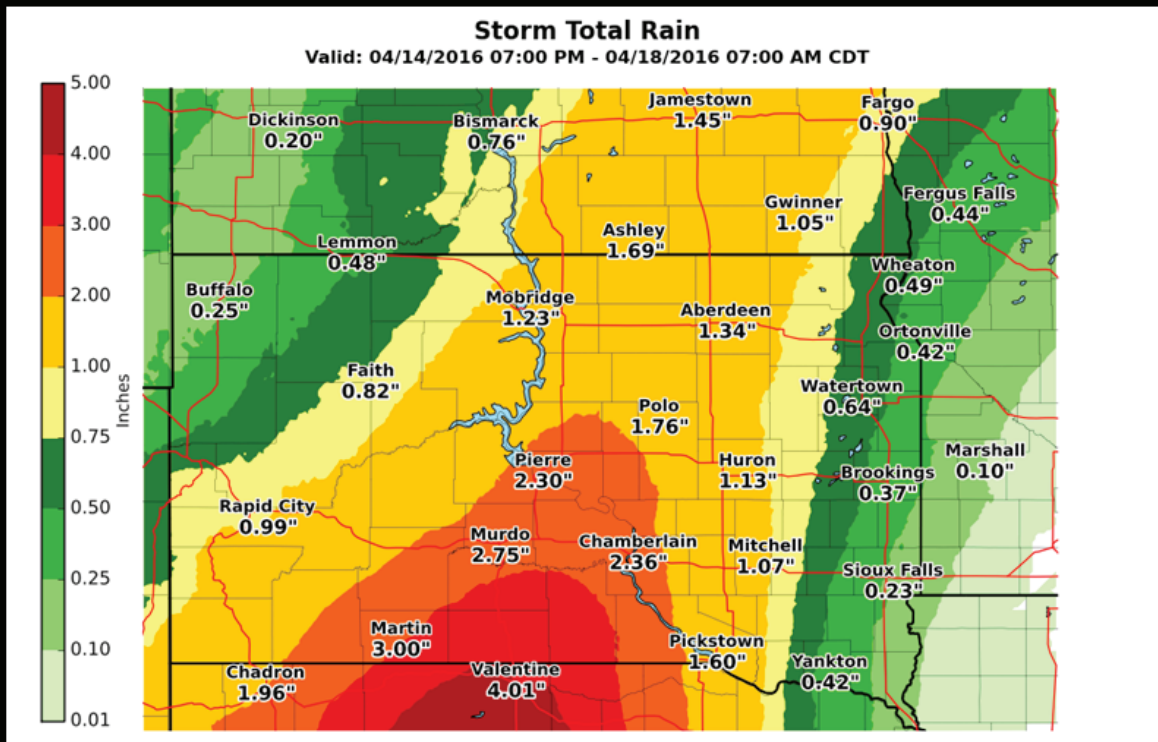 Storm Total Rain
Valid: 04/14/2016 07:00 PM - 04/18/2016 07:00 AM CDT
5.00
4.00
3.00
2.00
1.00
0.75
0.50
0.25
0.10
0.01
Inches
Dickinson
0.20"
Bismarck
0.76"
Jamestown
1.45"
Fargo
0.90"
Fergus Falls
0.44"
Gwinner
1.05"
Ashley
1.69"
Lemmon
0.48"
Wheaton
0.49"
Buffalo
0.25"
Mobridge
1.23"
Aberdeen
1.34"
Ortonville
0.42"
Faith
0.82"
Watertown
0.64"
Polo
1.76"
Pierre
2.30"
Huron
1.13"
Brookings
0.37"
Marshall
0.10"
Rapid City
0.99"
Murdo
2.75"
Chamberlain
2.36"
Mitchell
1.07"
Sioux Falls
0.23"
Martin
3.00"
Pickstown
1.60"
Chadron
1.96"
Valentine
4.01"
Yankton
0.42"